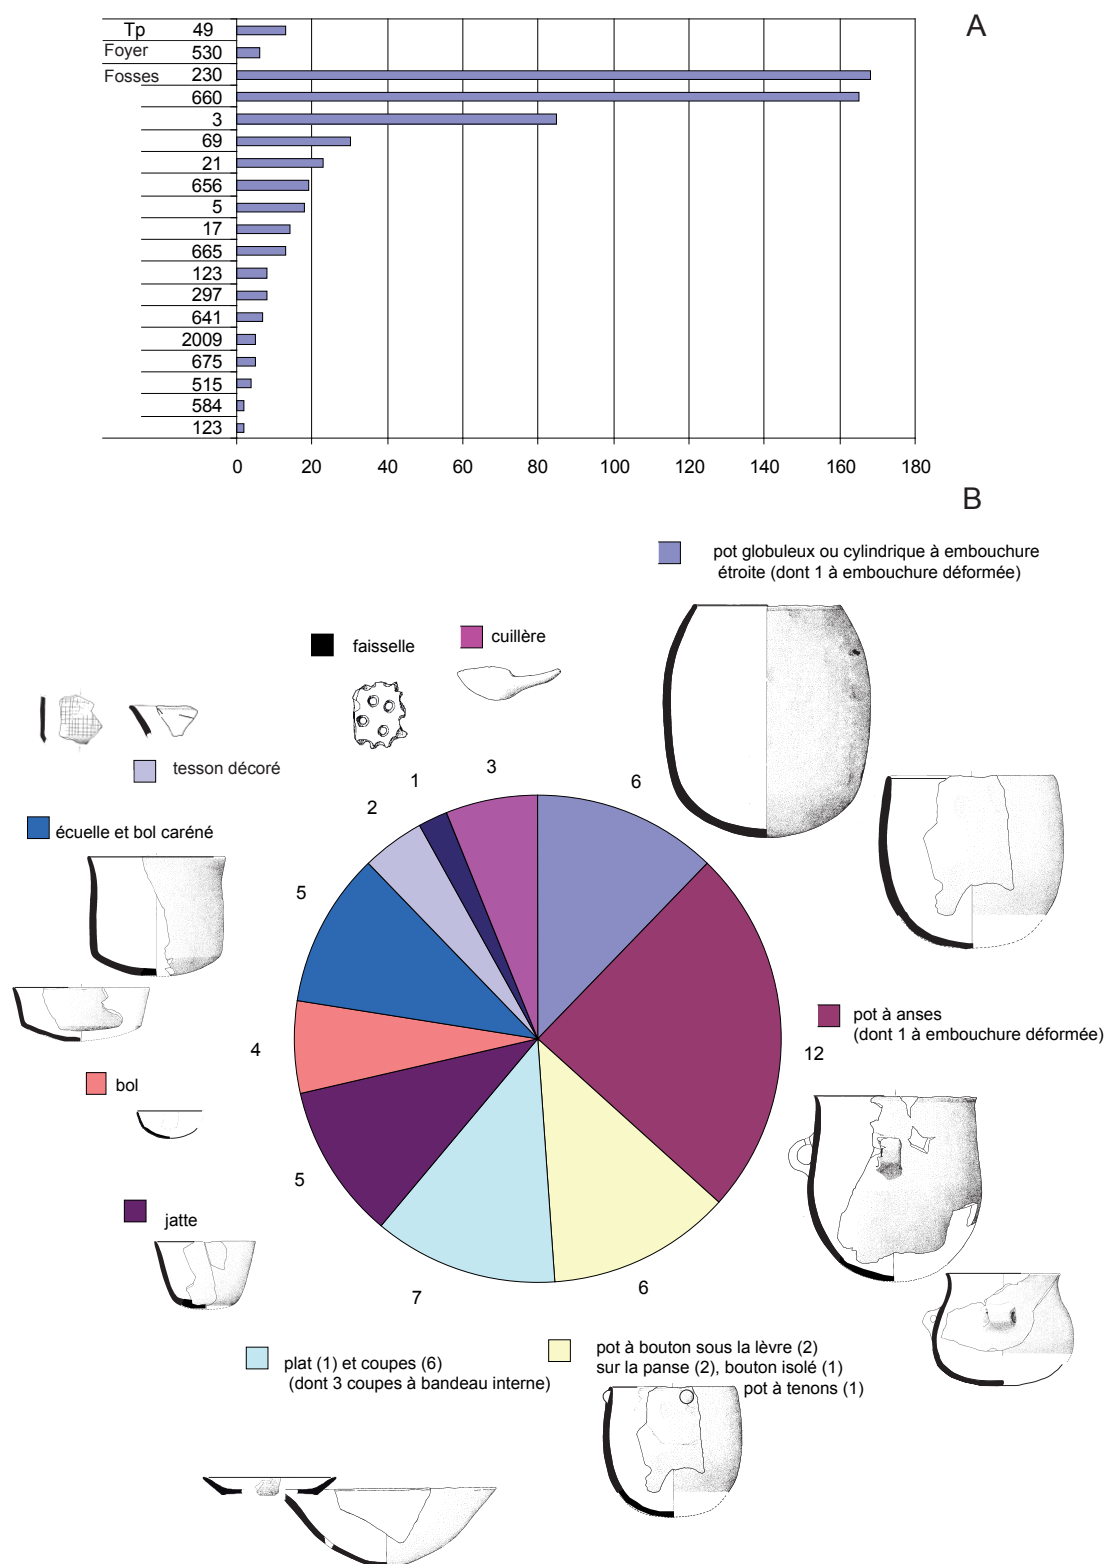 A
Tp 49
Foyer 530
Fosses 230
660
3
69
21
656
5
17
665
123
297
641
2009
675
515
584
123
0 20 40 60 80 100 120 140 160 180
B
pot globuleux ou cylindrique à embouchure
étroite (dont 1 à embouchure déformée)
faisselle
cuillère
tesson décoré
écuelle et bol caréné
bol
jatte
plat (1) et coupes (6)
(dont 3 coupes à bandeau interne)
pot à bouton sous la lèvre (2)
sur la panse (2), bouton isolé (1)
pot à tenons (1)
pot à anses
(dont 1 à embouchure déformée)
6
12
6
7
5
4
5
2
1
3